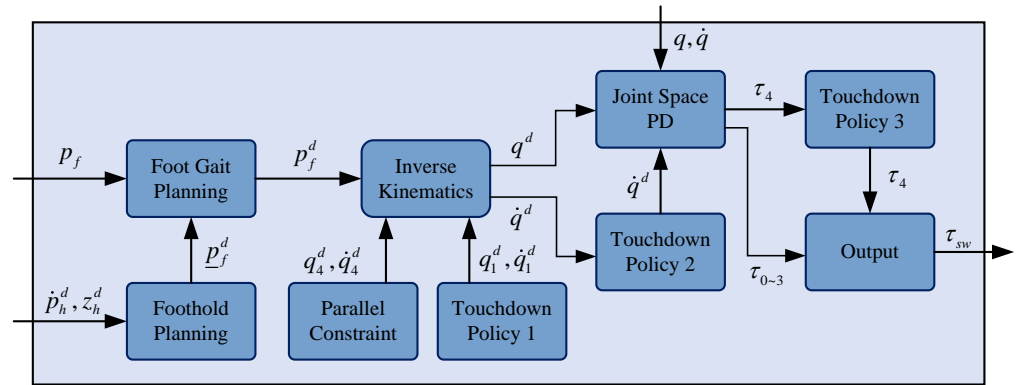 q, q̇
Joint Space
PD
τ₄
Touchdown
Policy 3
p_f
Foot Gait
Planning
p_f^d
Inverse
Kinematics
q^d
q̇^d
q̇^d
τ₄
p̲_f^d
q₄^d, q̇₄^d
q₁^d, q̇₁^d
Touchdown
Policy 2
τ₀~₃
Output
τ_sw
ṗ_h^d, z_h^d
Foothold
Planning
Parallel
Constraint
Touchdown
Policy 1